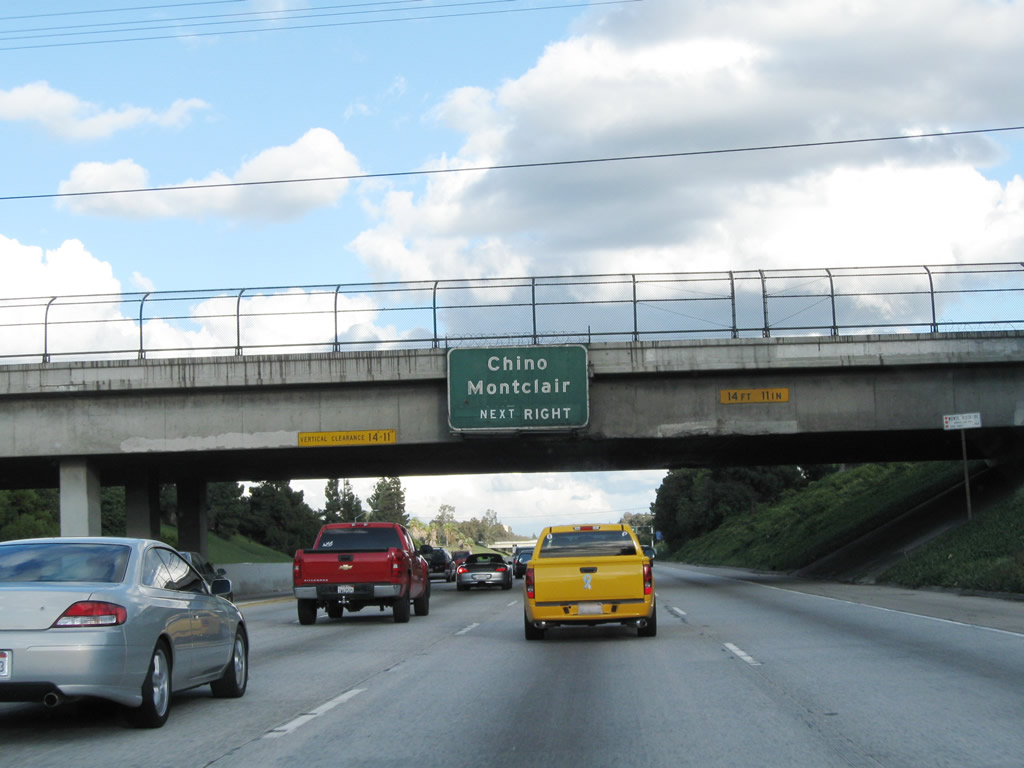 Chino
Montclair
NEXT RIGHT
14 FT 11 IN
VERTICAL CLEARANCE 14-11